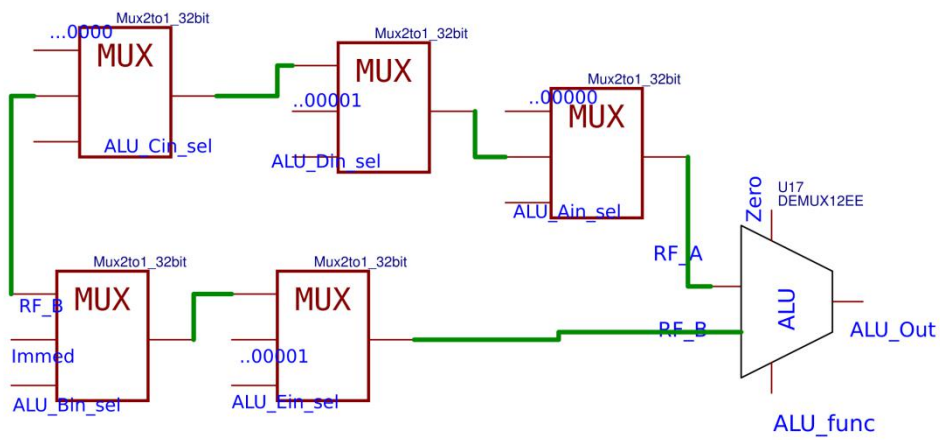 Mux2to1_32bit
...0000
MUX
ALU_Cin_sel
Mux2to1_32bit
MUX
..00001
ALU_Din_sel
Mux2to1_32bit
..00000
MUX
ALU_Ain_sel
Zero
U17
DEMUX12EE
RF_A
RF_B
ALU
ALU_Out
ALU_func
Mux2to1_32bit
MUX
RF_B
Immed
ALU_Bin_sel
Mux2to1_32bit
MUX
..00001
ALU_Ein_sel